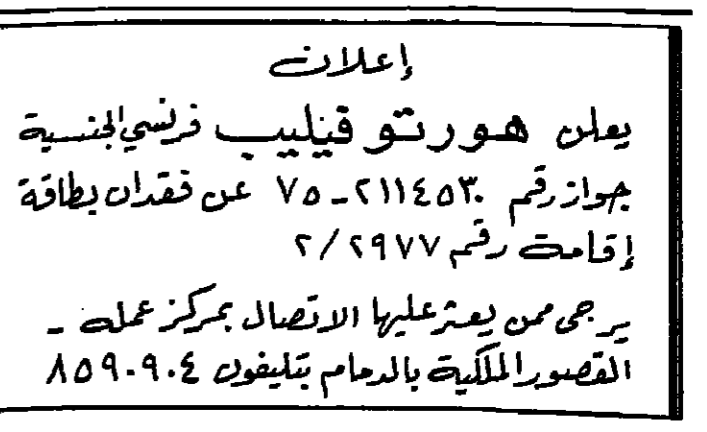 إعلان
يعلن هورتو فيليب فرنسي الجنسية
جواز رقم ٢١١٤٥٣٠-٧٥ عن فقدان بطاقة
إقامة رقم ٢/٢٩٧٧
يرجى ممن يعثر عليها الاتصال بمركز عمله -
القصور الملكية بالدمام بتليفون ٨٥٩٠٩٠٤